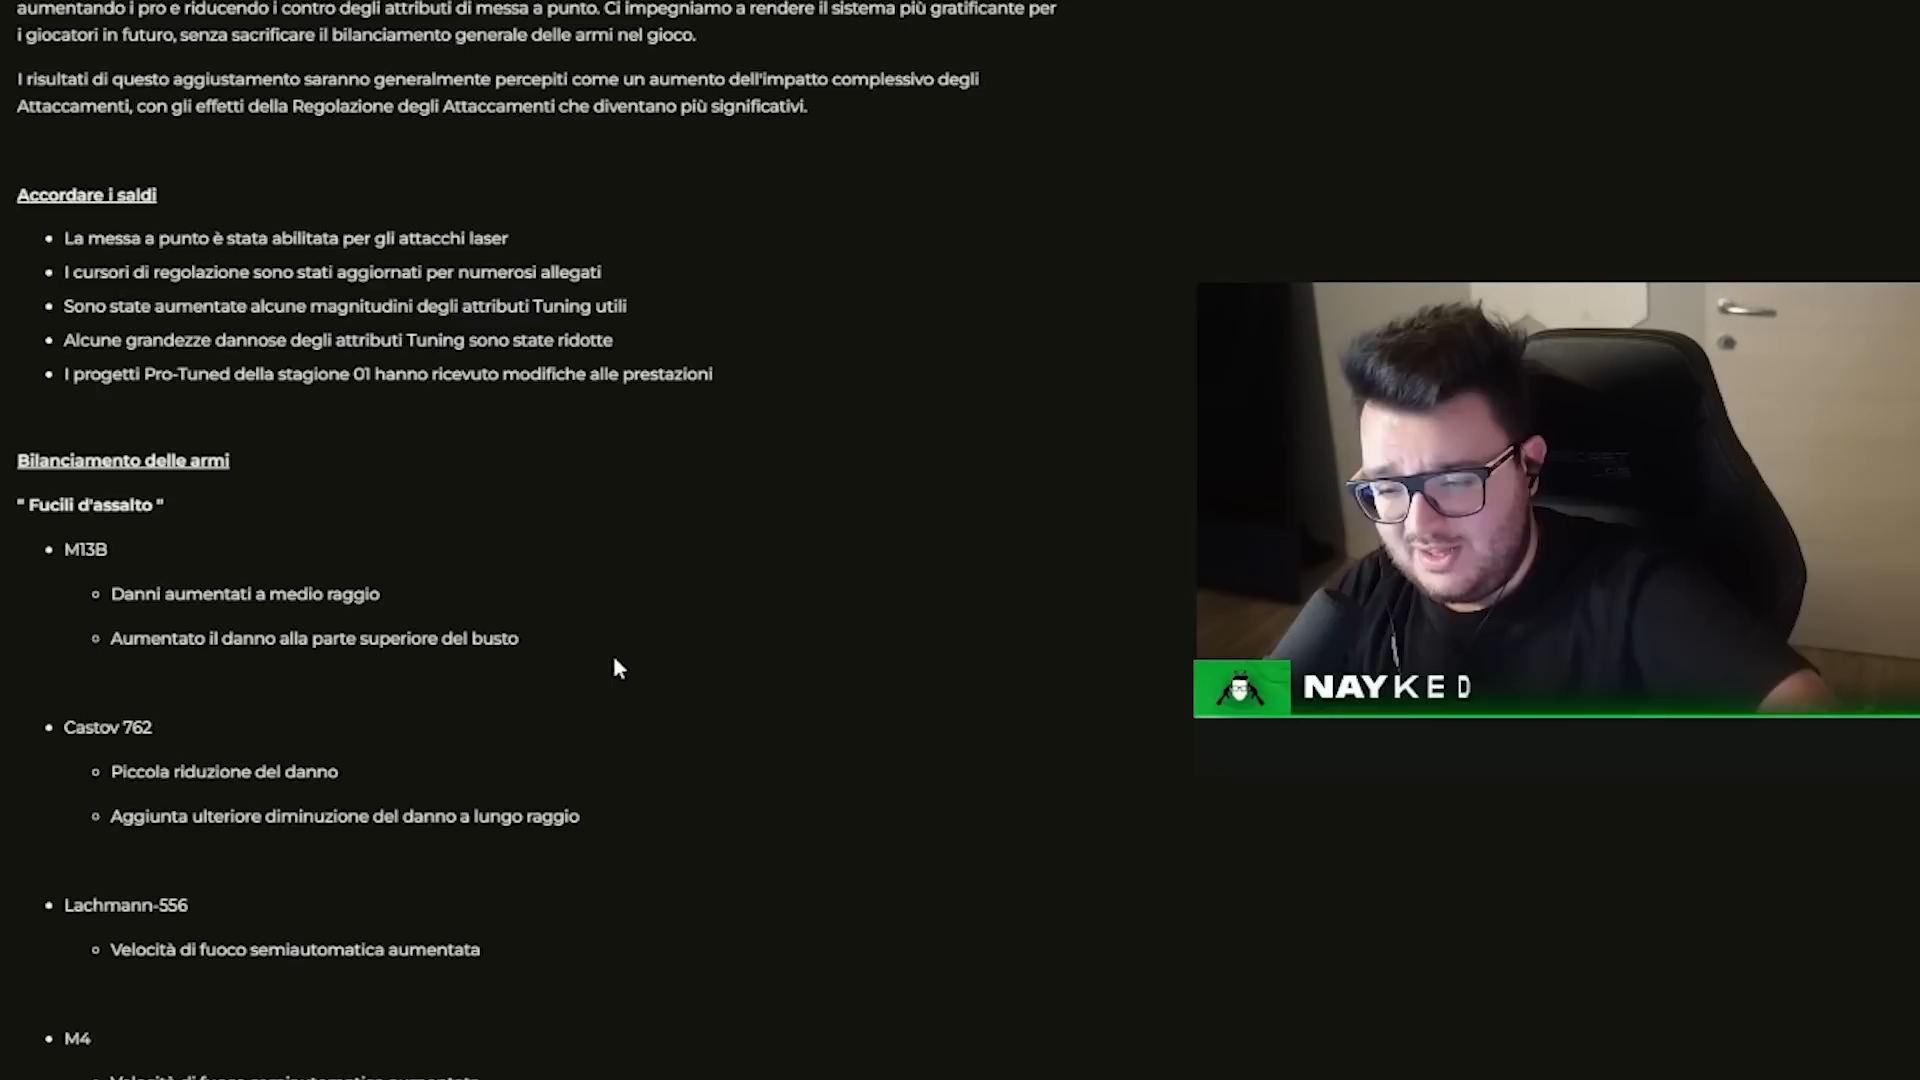 aumentando i pro e riducendo i contro degli attributi di messa a punto. Ci impegniamo a rendere il sistema più gratificante per
i giocatori in futuro, senza sacrificare il bilanciamento generale delle armi nel gioco.
I risultati di questo aggiustamento saranno generalmente percepiti come un aumento dell'impatto complessivo degli
Attaccamenti, con gli effetti della Regolazione degli Attaccamenti che diventano più significativi.
Accordare i saldi
La messa a punto è stata abilitata per gli attacchi laser
I cursori di regolazione sono stati aggiornati per numerosi allegati
Sono state aumentate alcune magnitudini degli attributi Tuning utili
Alcune grandezze dannose degli attributi Tuning sono state ridotte
I progetti Pro-Tuned della stagione 01 hanno ricevuto modifiche alle prestazioni
Bilanciamento delle armi
" Fucili d'assalto "
M13B
Danni aumentati a medio raggio
Aumentato il danno alla parte superiore del busto
Castov 762
Piccola riduzione del danno
Aggiunta ulteriore diminuzione del danno a lungo raggio
Lachmann-556
Velocità di fuoco semiautomatica aumentata
M4
Velocità di fuoco semiautomatica aumentata
NAYKED